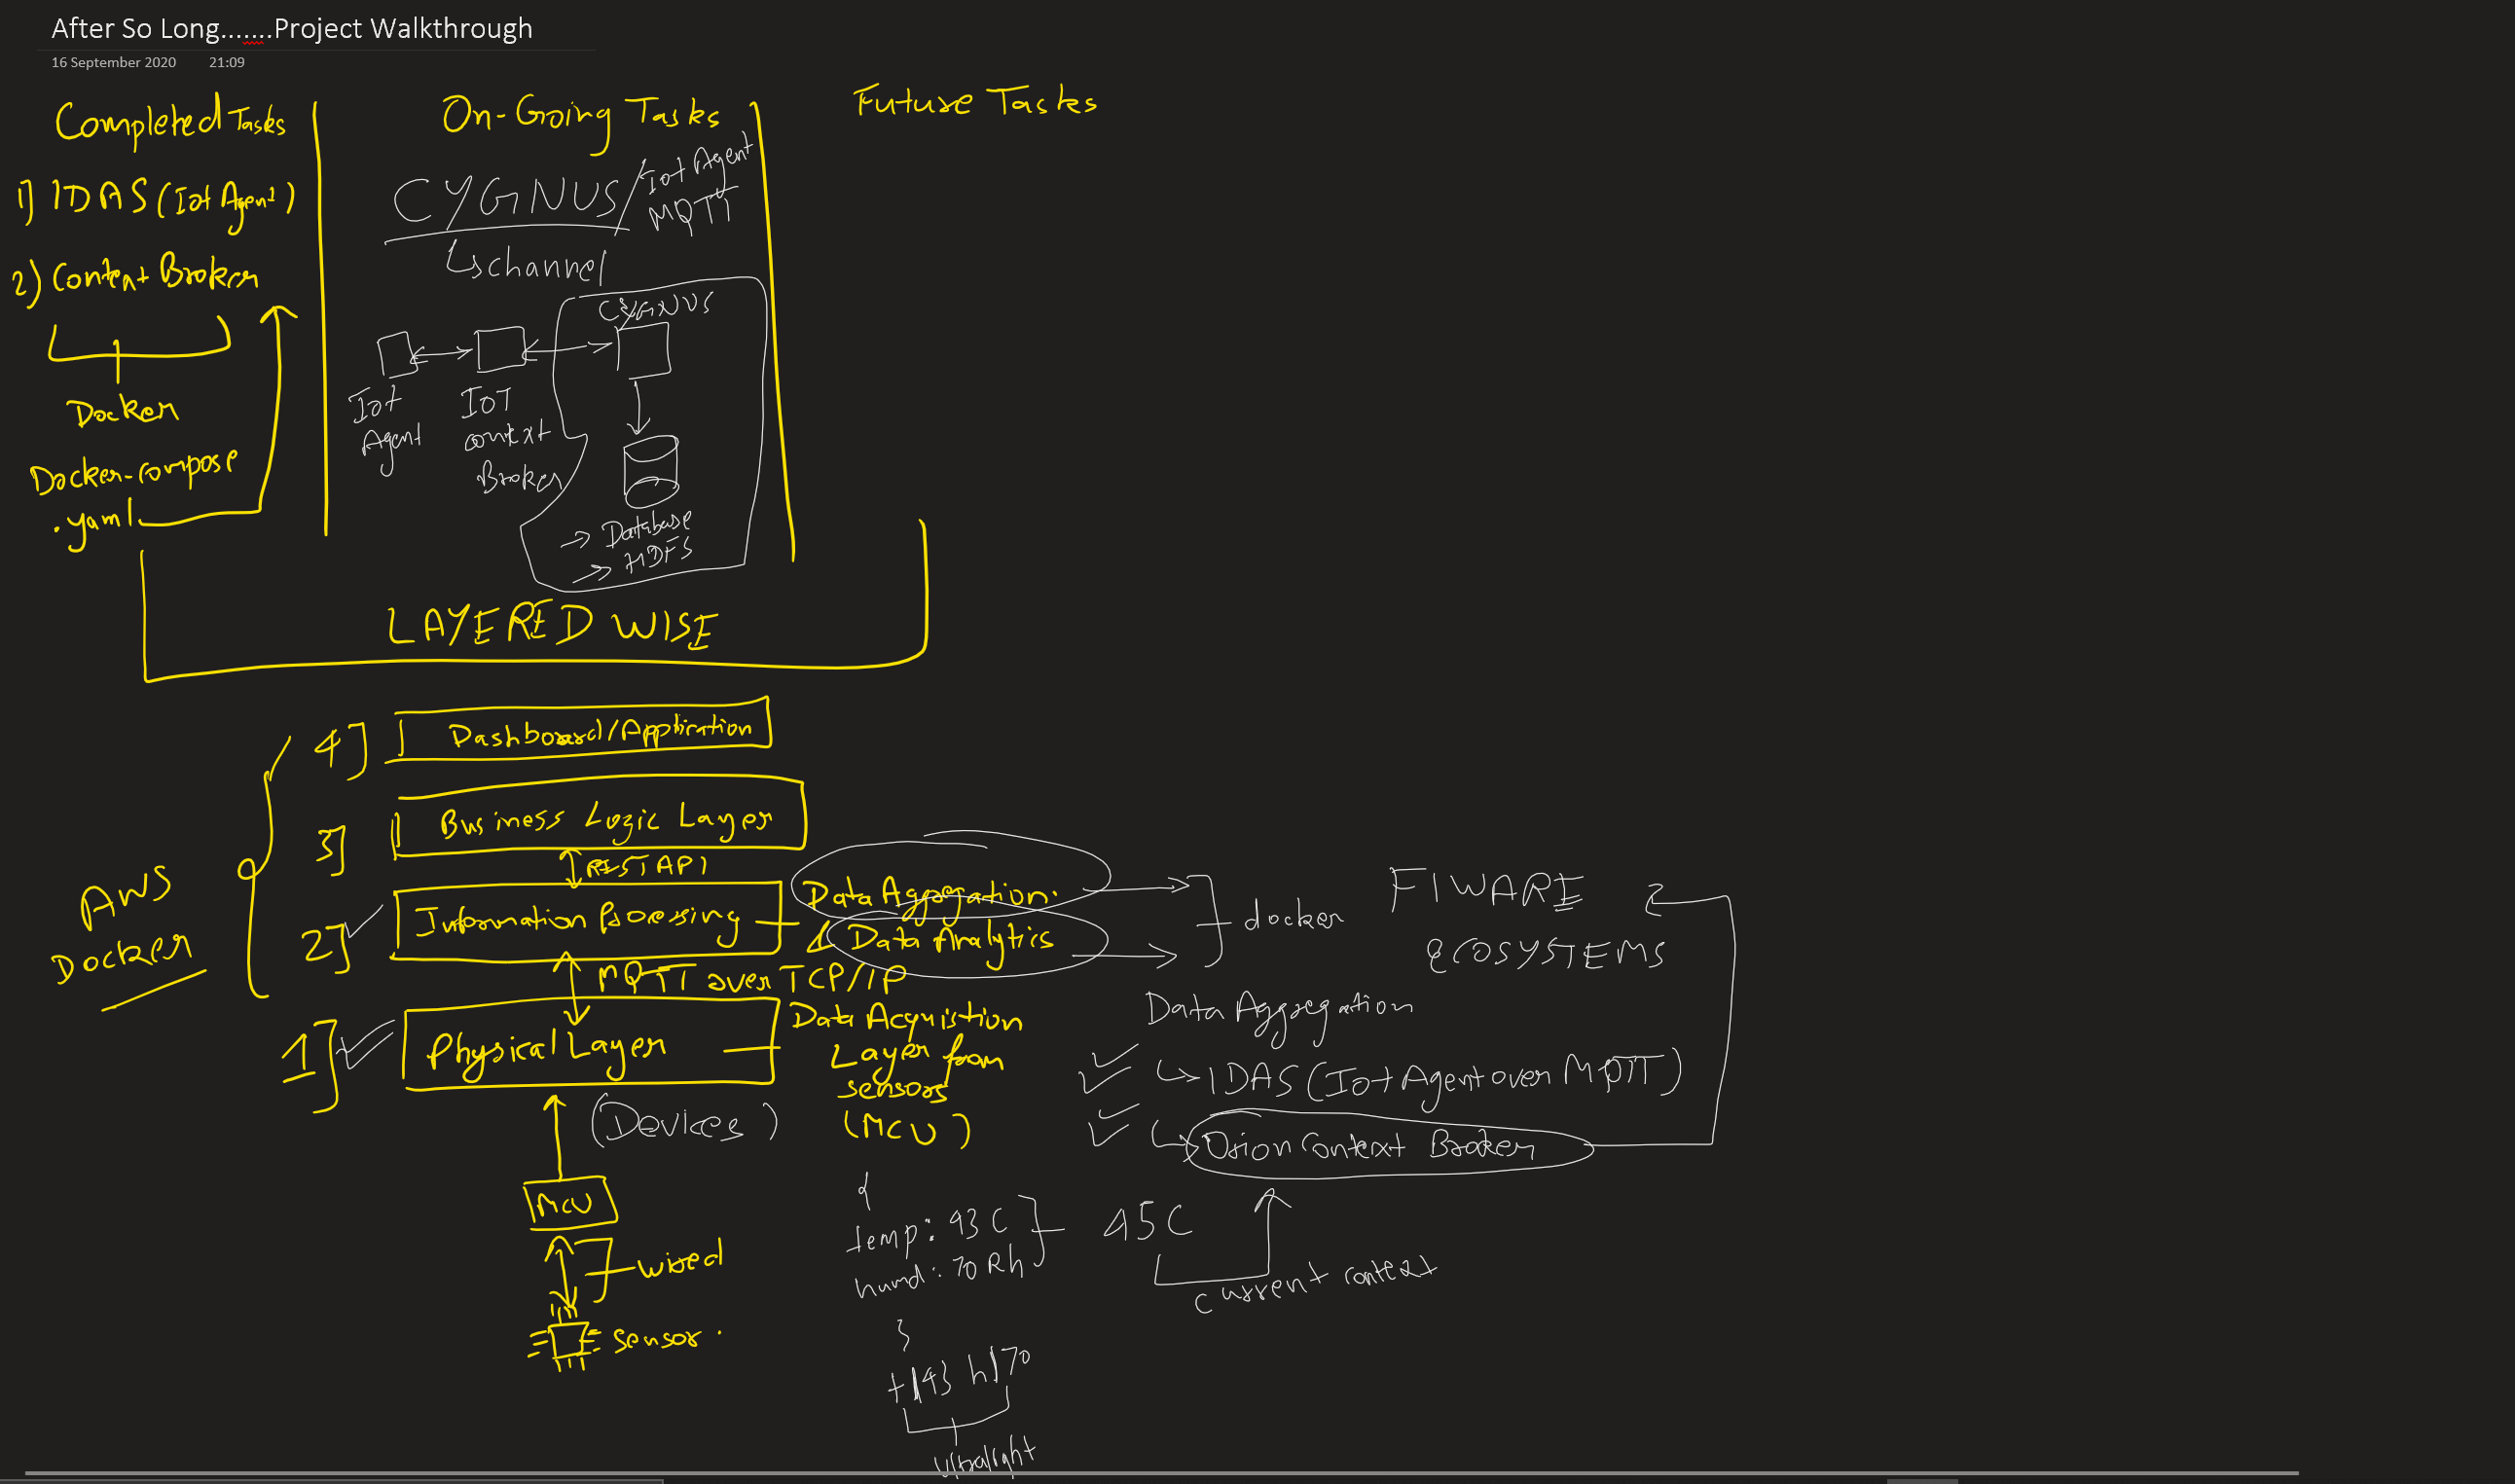 After So Long.......Project Walkthrough
16 September 2020 21:09
Completed Tasks
1] IDAS (Iot Agent)
2) Context Broker
Docker
Docker-compose
.yaml
On-Going Tasks
CYGNUS/Iot Agent
MQTT
channel
CYGNUS
Iot
Agent
IoT
context
Broker
Database
HDFS
Future Tasks
LAYERED WISE
4] Dashboard/Application
3] Business Logic Layer
REST API
2] Information Processing
Data Aggregation.
Data Analytics
docker
MQTT over TCP/IP
1] Physical Layer
Data Acquistion
Layer from
sensors
(MCU)
(Devices)
AWS
Docker
MCU
wired
sensor.
FIWARE
ECOSYSTEMS
Data Aggregation
IDAS (Iot Agent over MQTT)
Orion Context Broker
{
temp: 43 C
humd: 70 Rh
}
45C
current context
t|43 h|70
ultralight